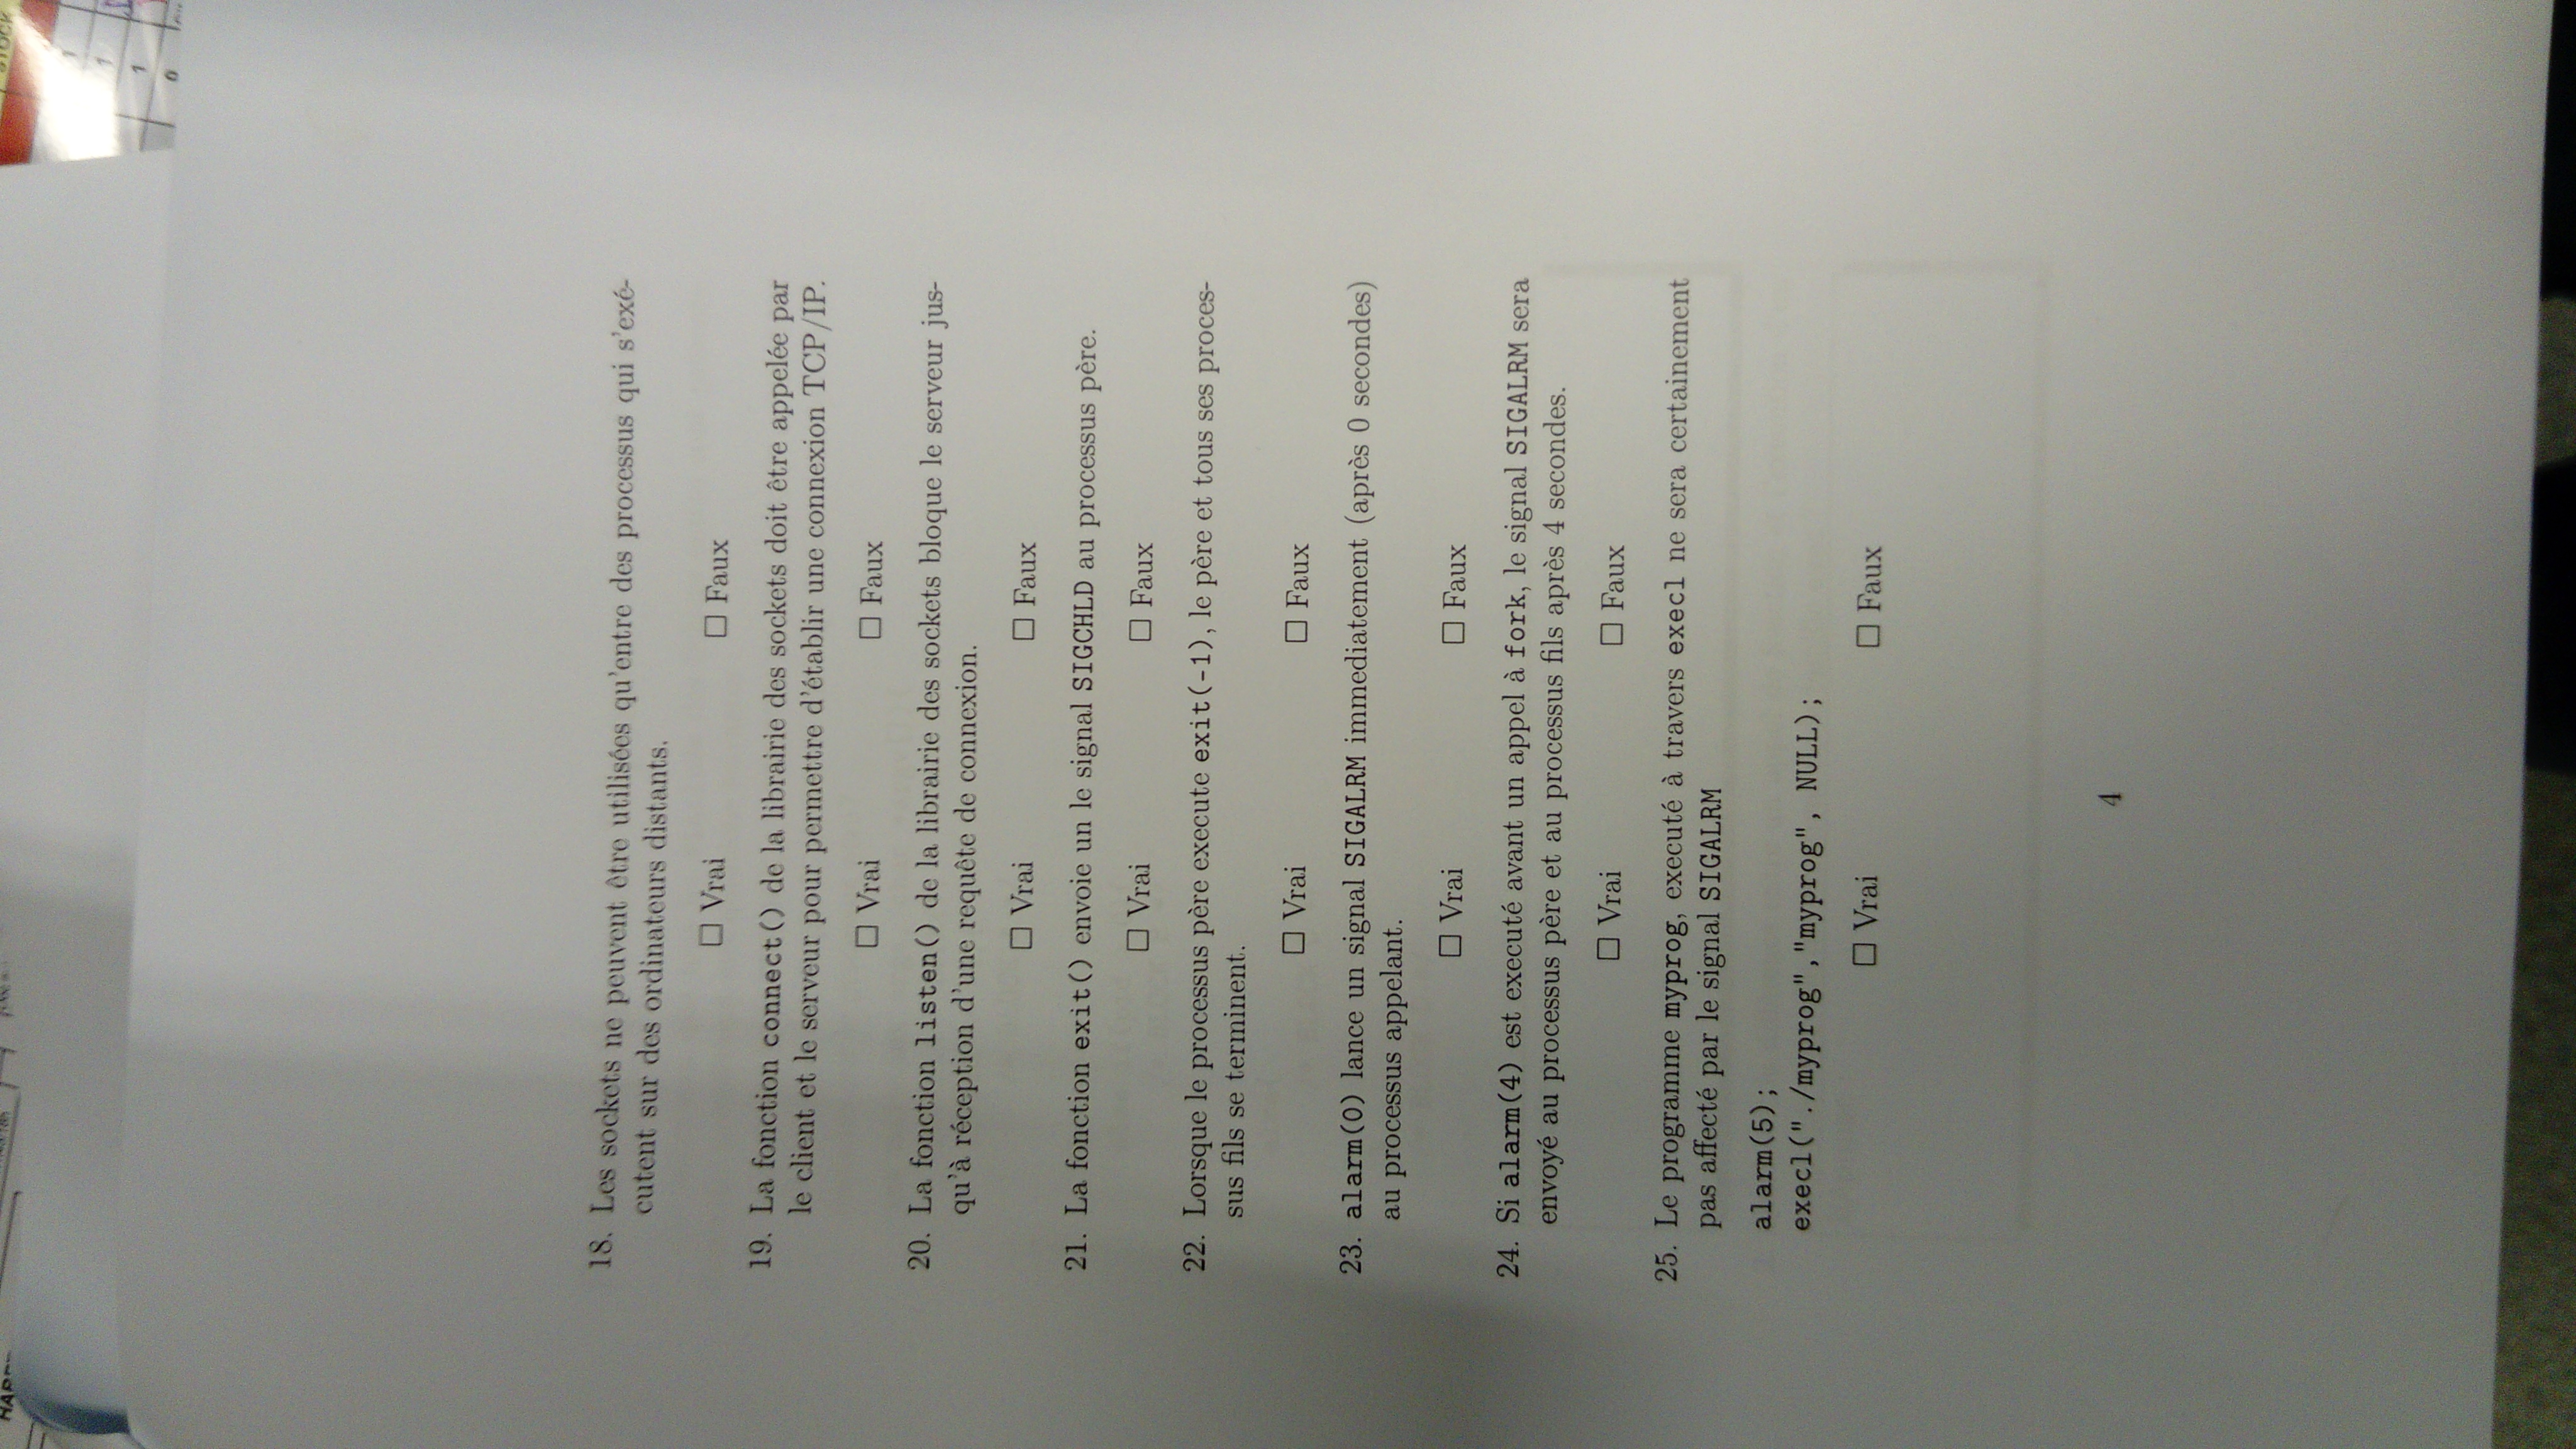 STOCK
18. Les sockets ne peuvent être utilisées qu'entre des processus qui s'exé-
cutent sur des ordinateurs distants.
☐ Vrai ☐ Faux
19. La fonction connect() de la librairie des sockets doit être appelée par
le client et le serveur pour permettre d'établir une connexion TCP/IP.
☐ Vrai ☐ Faux
20. La fonction listen() de la librairie des sockets bloque le serveur jus-
qu'à réception d'une requête de connexion.
☐ Vrai ☐ Faux
21. La fonction exit() envoie un le signal SIGCHLD au processus père.
☐ Vrai ☐ Faux
22. Lorsque le processus père execute exit(-1), le père et tous ses proces-
sus fils se terminent.
☐ Vrai ☐ Faux
23. alarm(0) lance un signal SIGALRM immediatement (après 0 secondes)
au processus appelant.
☐ Vrai ☐ Faux
24. Si alarm(4) est executé avant un appel à fork, le signal SIGALRM sera
envoyé au processus père et au processus fils après 4 secondes.
☐ Vrai ☐ Faux
25. Le programme myprog, executé à travers execl ne sera certainement
pas affecté par le signal SIGALRM
alarm(5);
execl("./myprog","myprog", NULL);
☐ Vrai ☐ Faux
4